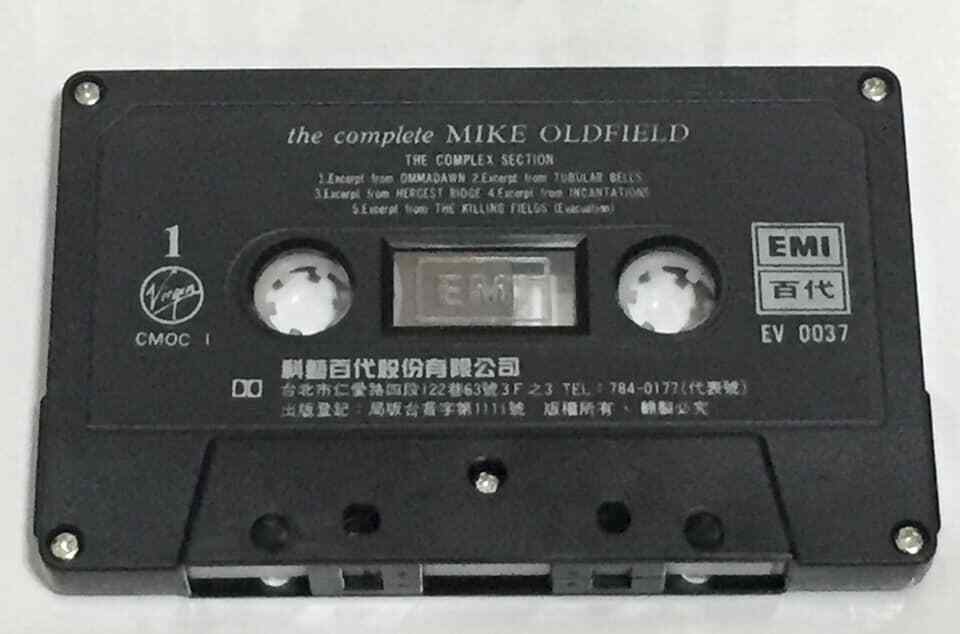 the complete MIKE OLDFIELD
THE COMPLEX SECTION
1.Excerpt from OMMADAWN 2.Excerpt from TUBULAR BELLS
3.Excerpt from HERGEST RIDGE 4.Excerpt from INCANTATIONS
5.Excerpt from THE KILLING FIELDS (Evacuation)
1
Virgin
CMOC 1
EMI
EMI
百代
EV 0037
科藝百代股份有限公司
台北市仁愛路四段122巷63號3F之3 TEL:784-0177(代表號)
出版登記:局版台音字第1111號 版權所有、翻製必究